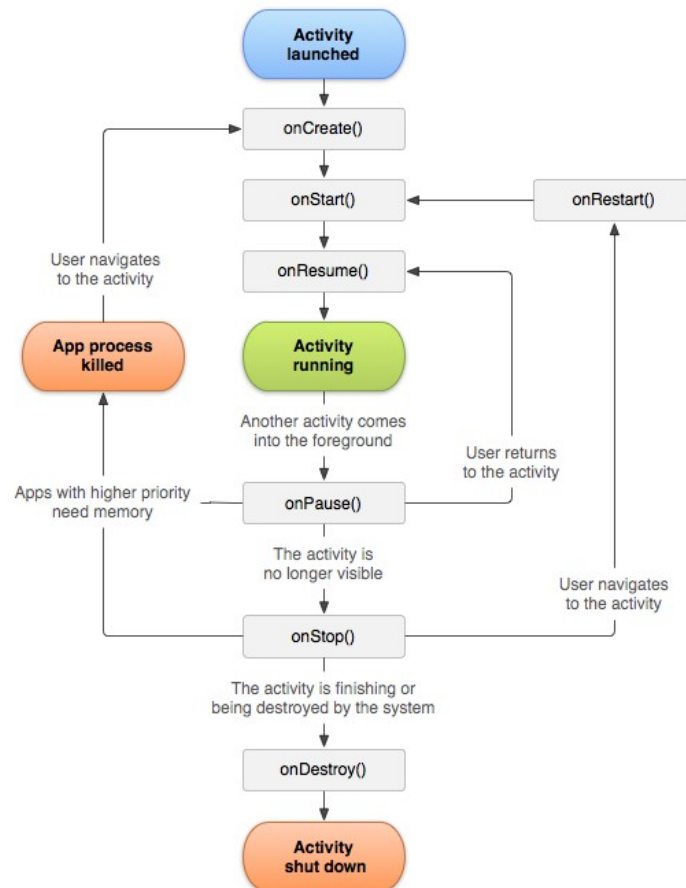 Activity
launched
onCreate()
onStart()
onRestart()
User navigates
to the activity
onResume()
App process
killed
Activity
running
Another activity comes
into the foreground
User returns
to the activity
Apps with higher priority
need memory
onPause()
The activity is
no longer visible
User navigates
to the activity
onStop()
The activity is finishing or
being destroyed by the system
onDestroy()
Activity
shut down